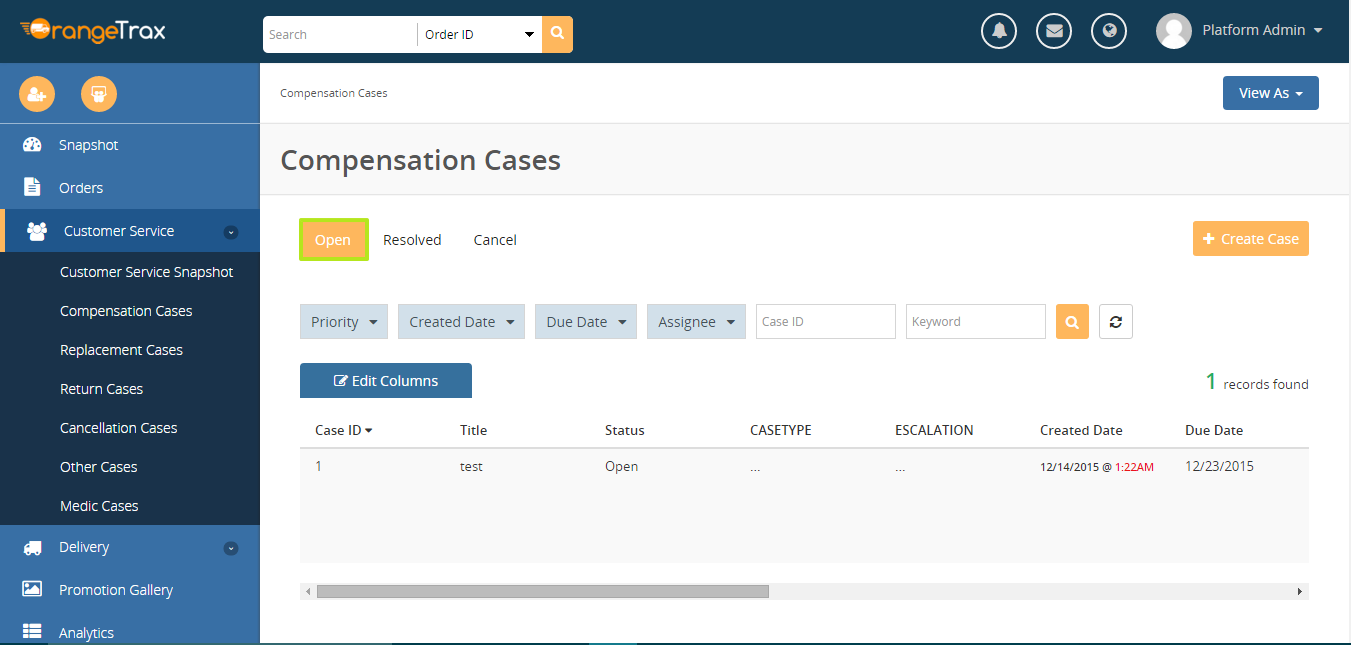 OrangeTrax
Search
Order ID
Platform Admin
Compensation Cases
View As
Snapshot
Orders
Customer Service
Customer Service Snapshot
Compensation Cases
Replacement Cases
Return Cases
Cancellation Cases
Other Cases
Medic Cases
Delivery
Promotion Gallery
Analytics
Compensation Cases
Open Resolved Cancel
+ Create Case
Priority Created Date Due Date Assignee Case ID Keyword
Edit Columns
1 records found
Case ID Title Status CASETYPE ESCALATION Created Date Due Date
1 test Open ... ... 12/14/2015 @ 1:22AM 12/23/2015